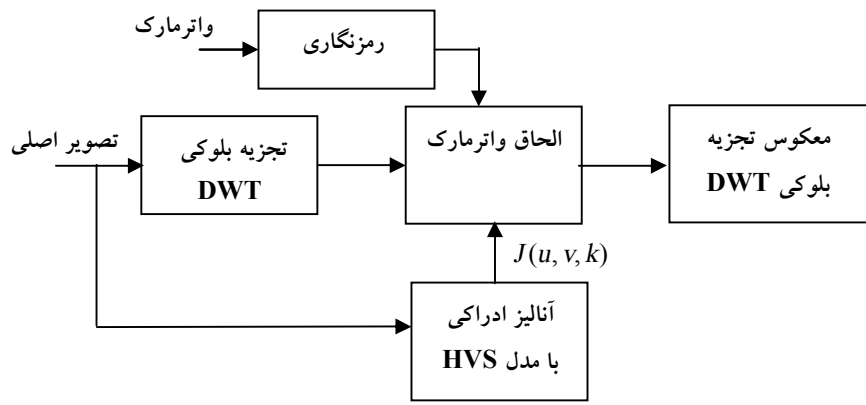 واترمارک
رمزنگاری
تصویر اصلی
تجزیه بلوکی
DWT
الحاق واترمارک
معکوس تجزیه
بلوکی DWT
J(u, v, k)
آنالیز ادراکی
با مدل HVS